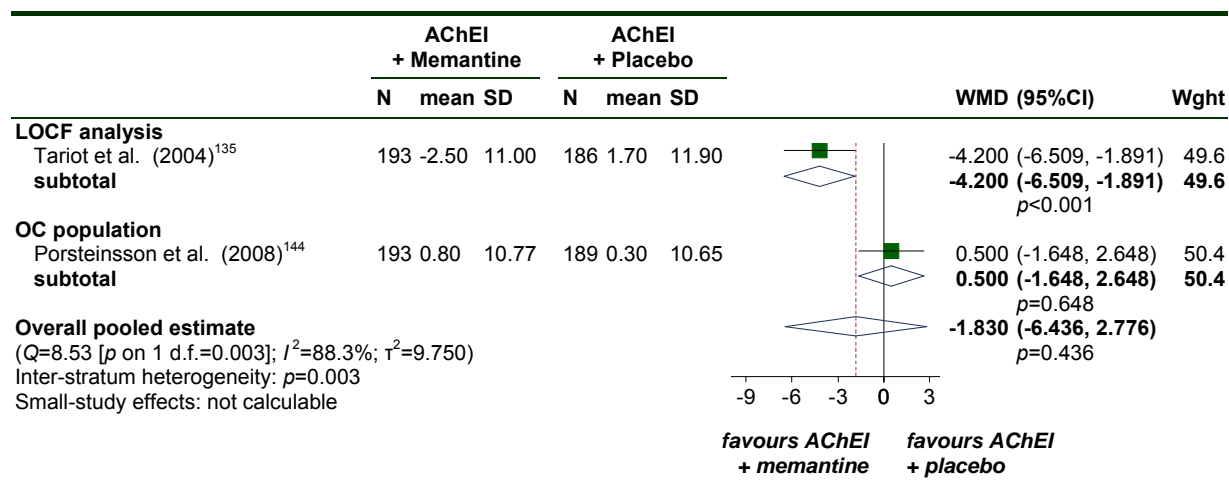 AChEI AChEI
+ Memantine + Placebo
N mean SD N mean SD WMD (95%CI) Wght
LOCF analysis
Tariot et al. (2004)135 193 -2.50 11.00 186 1.70 11.90 -4.200 (-6.509, -1.891) 49.6
subtotal -4.200 (-6.509, -1.891) 49.6
p<0.001
OC population
Porsteinsson et al. (2008)144 193 0.80 10.77 189 0.30 10.65 0.500 (-1.648, 2.648) 50.4
subtotal 0.500 (-1.648, 2.648) 50.4
p=0.648
Overall pooled estimate -1.830 (-6.436, 2.776)
(Q=8.53 [p on 1 d.f.=0.003]; I2=88.3%; τ2=9.750) p=0.436
Inter-stratum heterogeneity: p=0.003
Small-study effects: not calculable
-9 -6 -3 0 3
favours AChEI favours AChEI
+ memantine + placebo